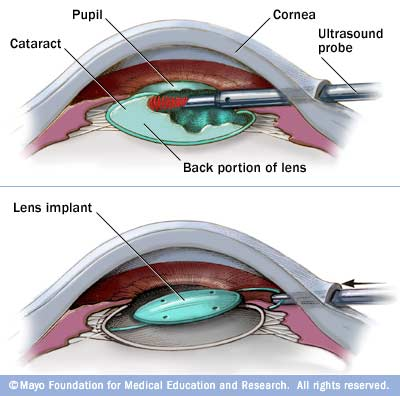 Pupil
Cornea
Cataract
Ultrasound
probe
Back portion of lens
Lens implant
© Mayo Foundation for Medical Education and Research. All rights reserved.